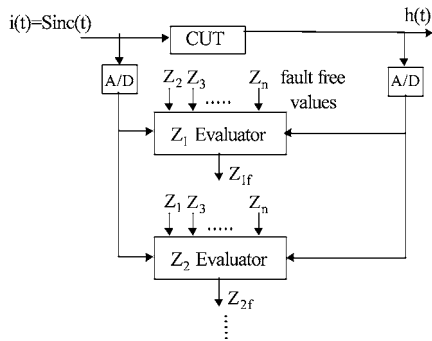 i(t)=Sinc(t)
CUT
h(t)
A/D
A/D
Z2 Z3 ..... Zn
fault free
values
Z1 Evaluator
Z1f
Z1 Z3 ..... Zn
Z2 Evaluator
Z2f